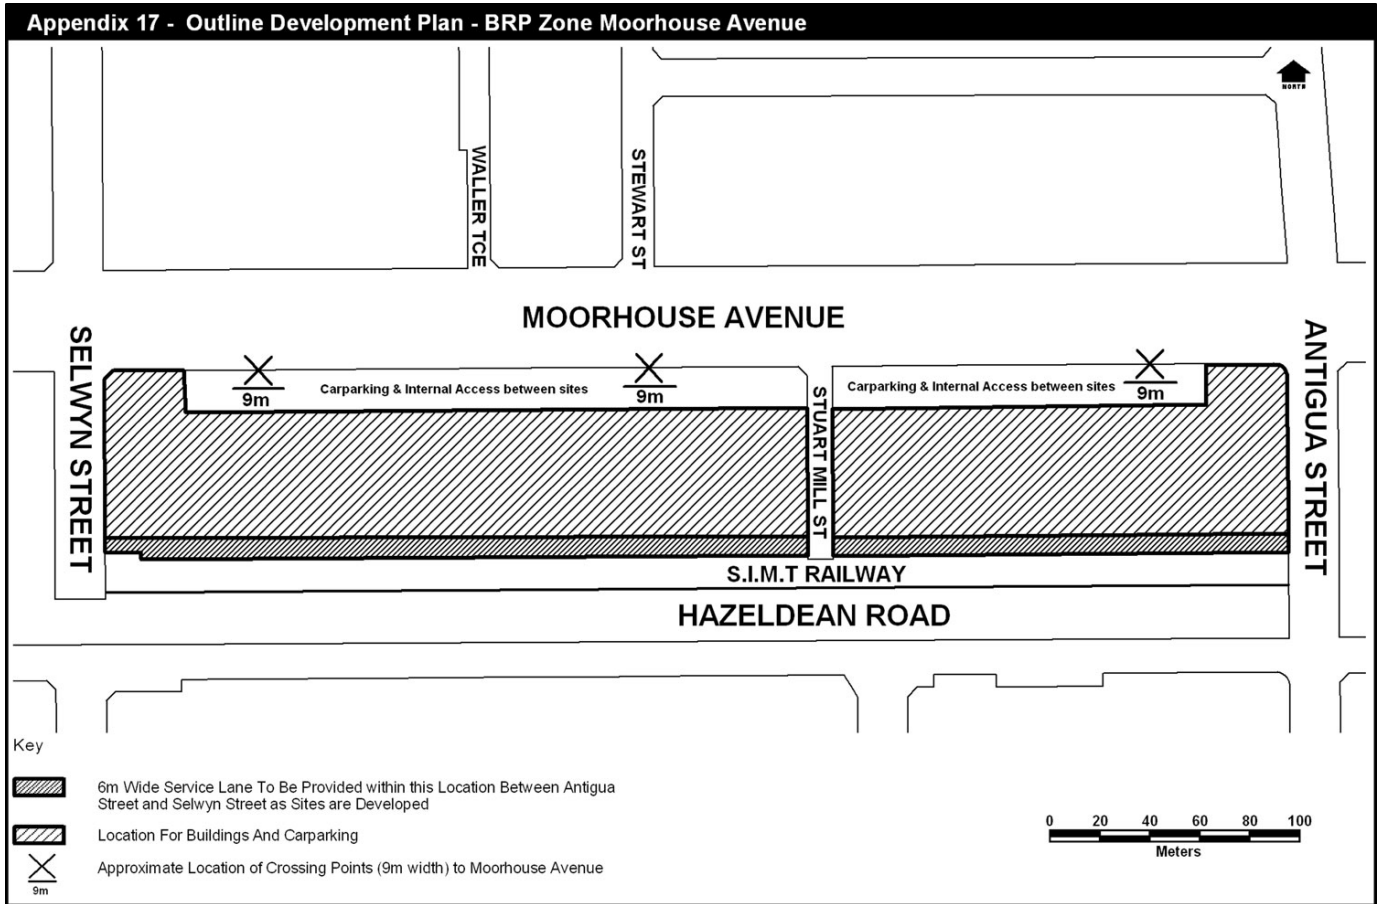 Appendix 17 - Outline Development Plan - BRP Zone Moorhouse Avenue
NORTH
WALLER TCE
STEWART ST
MOORHOUSE AVENUE
SELWYN STREET
ANTIGUA STREET
9m
Carparking & Internal Access between sites
9m
STUART MILL ST
Carparking & Internal Access between sites
9m
S.I.M.T RAILWAY
HAZELDEAN ROAD
Key
6m Wide Service Lane To Be Provided within this Location Between Antigua
Street and Selwyn Street as Sites are Developed
Location For Buildings And Carparking
Approximate Location of Crossing Points (9m width) to Moorhouse Avenue
9m
0 20 40 60 80 100
Meters